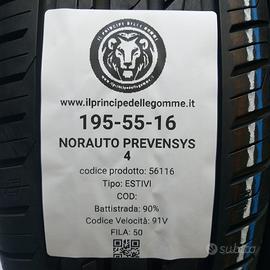 IL PRINCIPE DELLE GOMME
www.ilprincipedellegomme.it
195-55-16
NORAUTO PREVENSYS
4
codice prodotto: 56116
Tipo: ESTIVI
COD:
Battistrada: 90%
Codice Velocità: 91V
FILA: 50
subito